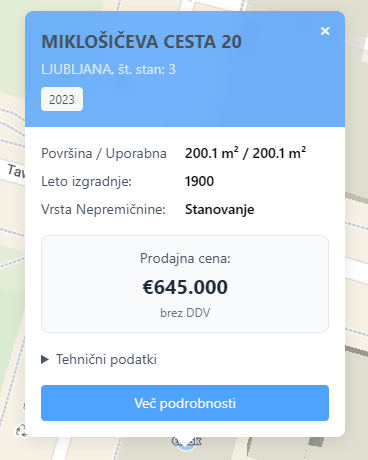 MIKLOŠIČEVA CESTA 20
×
LJUBLJANA, št. stan: 3
2023
Površina / Uporabna 200.1 m² / 200.1 m²
Leto izgradnje: 1900
Vrsta Nepremičnine: Stanovanje
Prodajna cena:
€645.000
brez DDV
Tehnični podatki
Več podrobnosti